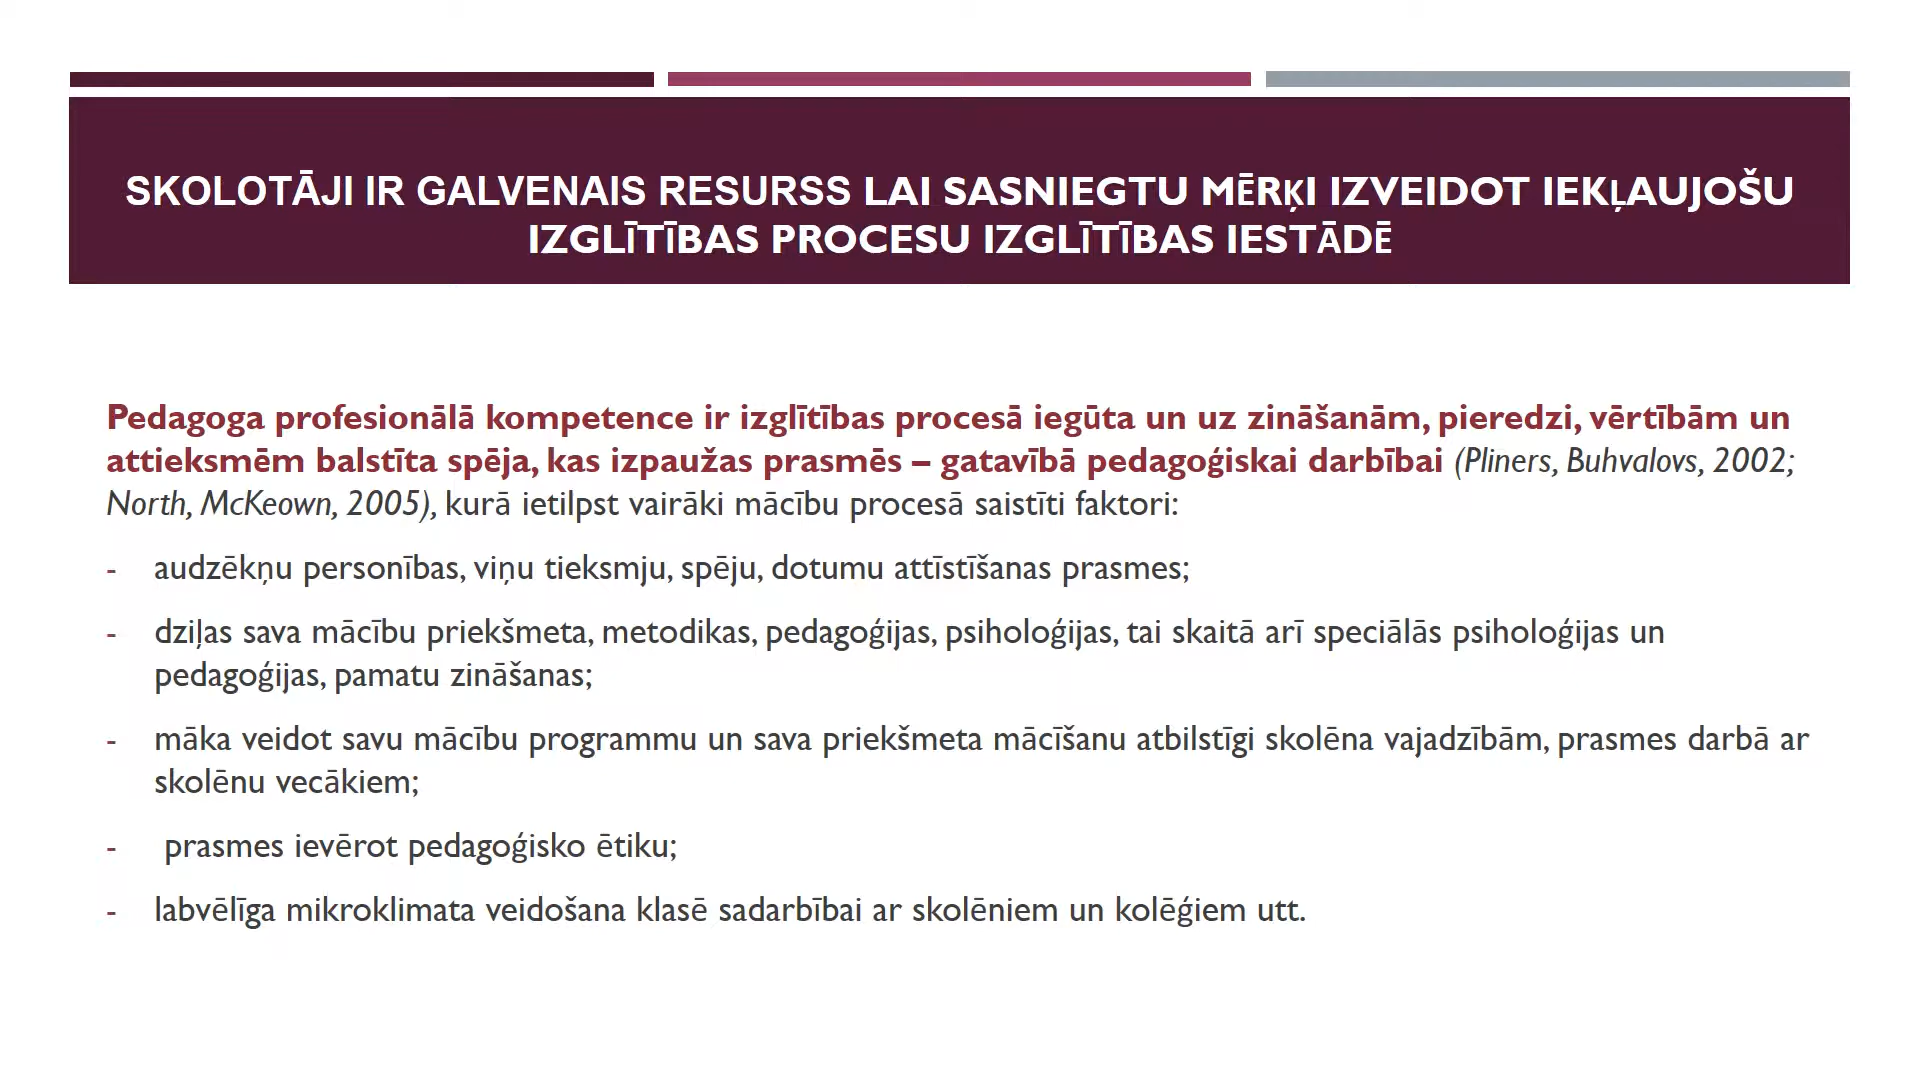 SKOLOTĀJI IR GALVENAIS RESURSS LAI SASNIEGTU MĒRĶI IZVEIDOT IEKĻAUJOŠU
IZGLĪTĪBAS PROCESU IZGLĪTĪBAS IESTĀDĒ
Pedagoga profesionālā kompetence ir izglītības procesā iegūta un uz zināšanām, pieredzi, vērtībām un
attieksmēm balstīta spēja, kas izpaužas prasmēs – gatavībā pedagoģiskai darbībai (Pliners, Buhvalovs, 2002;
North, McKeown, 2005), kurā ietilpst vairāki mācību procesā saistīti faktori:
- audzēkņu personības, viņu tieksmju, spēju, dotumu attīstīšanas prasmes;
- dziļas sava mācību priekšmeta, metodikas, pedagoģijas, psiholoģijas, tai skaitā arī speciālās psiholoģijas un
pedagoģijas, pamatu zināšanas;
- māka veidot savu mācību programmu un sava priekšmeta mācīšanu atbilstīgi skolēna vajadzībām, prasmes darbā ar
skolēnu vecākiem;
- prasmes ievērot pedagoģisko ētiku;
- labvēlīga mikroklimata veidošana klasē sadarbībai ar skolēniem un kolēģiem utt.